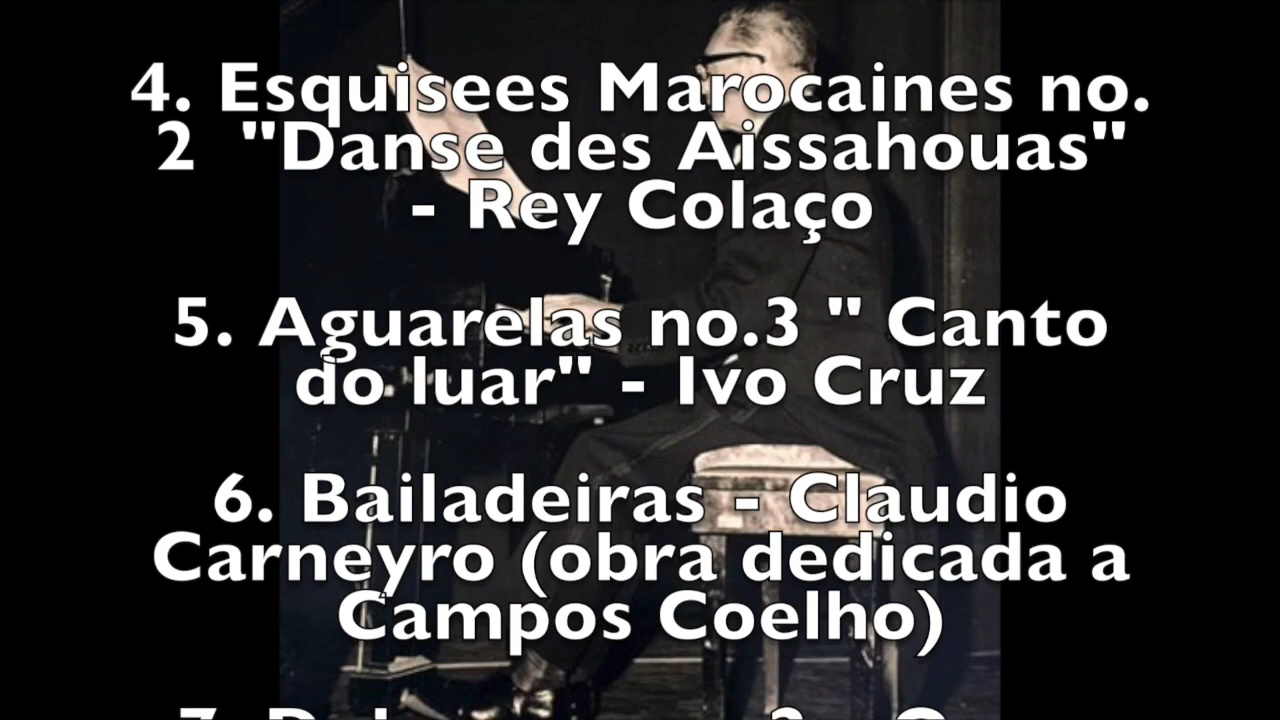 4. Esquisees Marocaines no.
2 "Danse des Aissahouas"
- Rey Colaço
5. Aguarelas no.3 " Canto
do luar" - Ivo Cruz
6. Bailadeiras - Claudio
Carneyro (obra dedicada a
Campos Coelho)